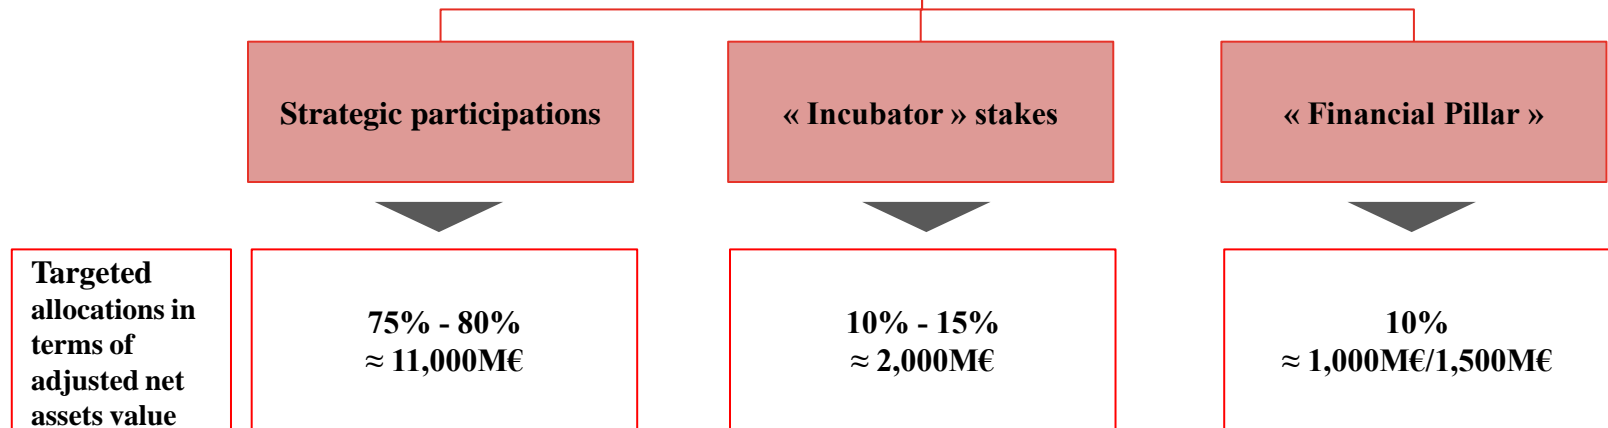 Strategic participations
« Incubator » stakes
« Financial Pillar »
Targeted
allocations in
terms of
adjusted net
assets value
75% - 80%
≈ 11,000M€
10% - 15%
≈ 2,000M€
10%
≈ 1,000M€/1,500M€